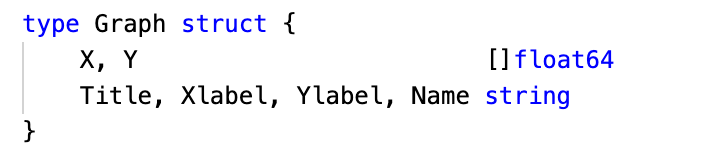 type Graph struct {
    X, Y                        []float64
    Title, Xlabel, Ylabel, Name string
}